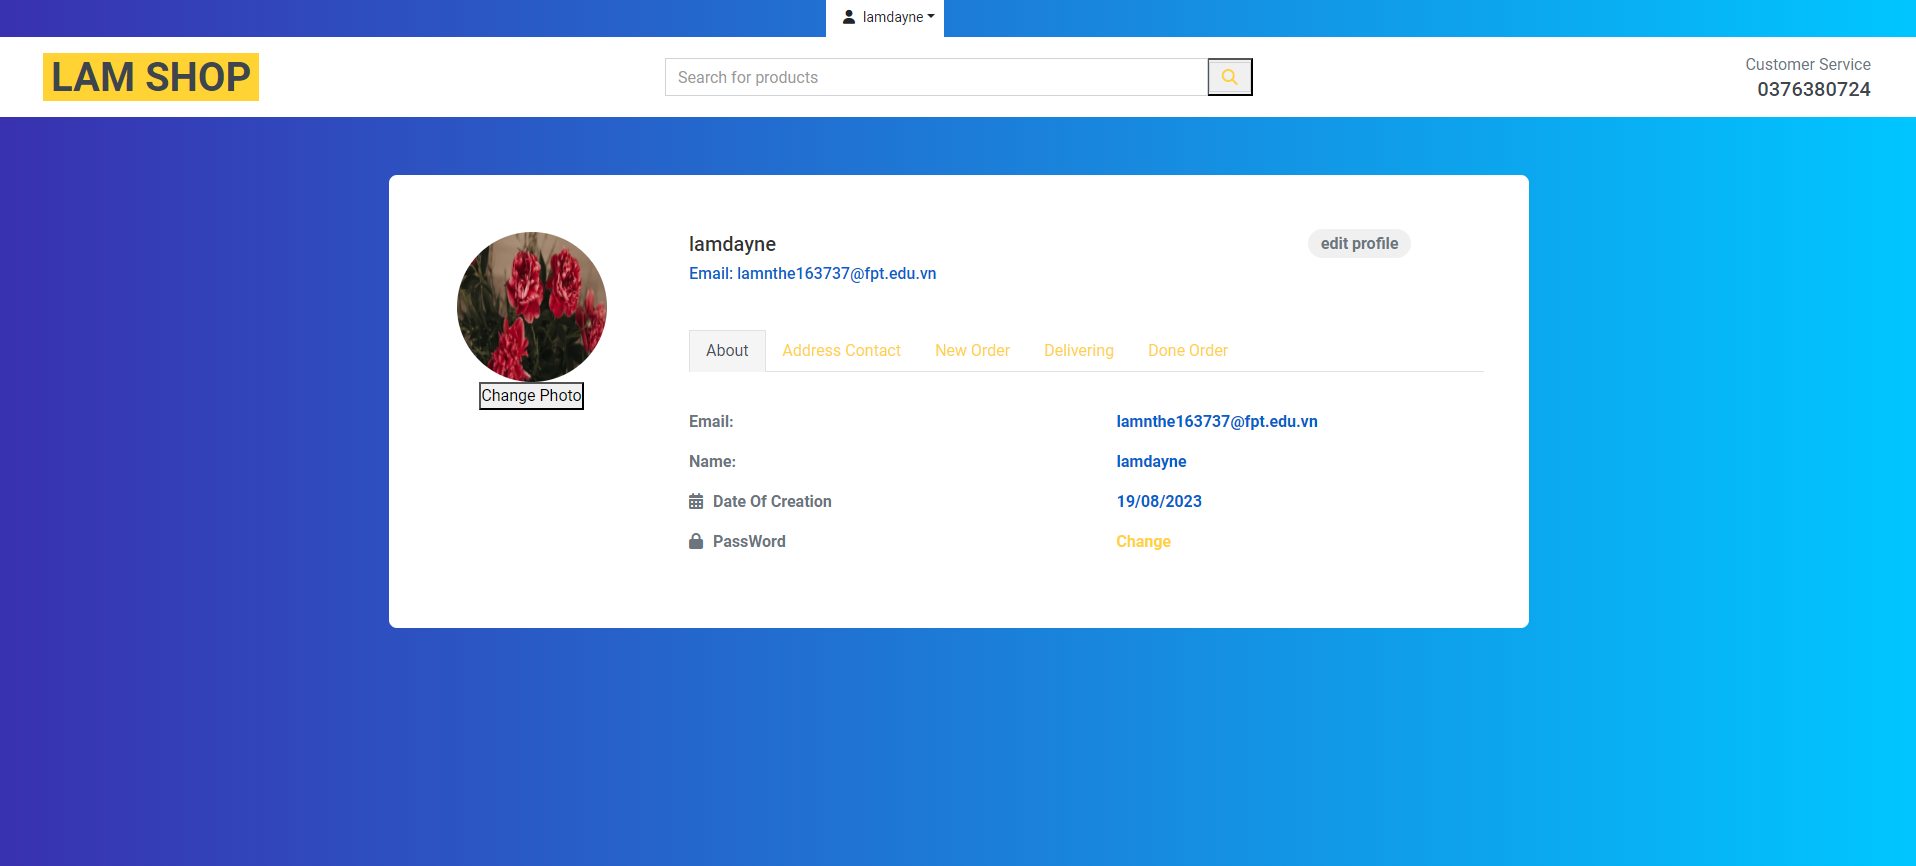 lamdayne
LAM SHOP
Search for products
Customer Service
0376380724
lamdayne
edit profile
Email: lamnthe163737@fpt.edu.vn
Change Photo
About Address Contact New Order Delivering Done Order
Email: lamnthe163737@fpt.edu.vn
Name: lamdayne
Date Of Creation 19/08/2023
PassWord Change